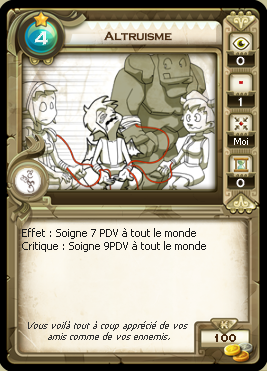 4
ALTRUISME
0
1
Moi
0
Effet : Soigne 7 PDV à tout le monde
Critique : Soigne 9PDV à tout le monde
Vous voilà tout à coup apprécié de vos
amis comme de vos ennemis.
K£
100